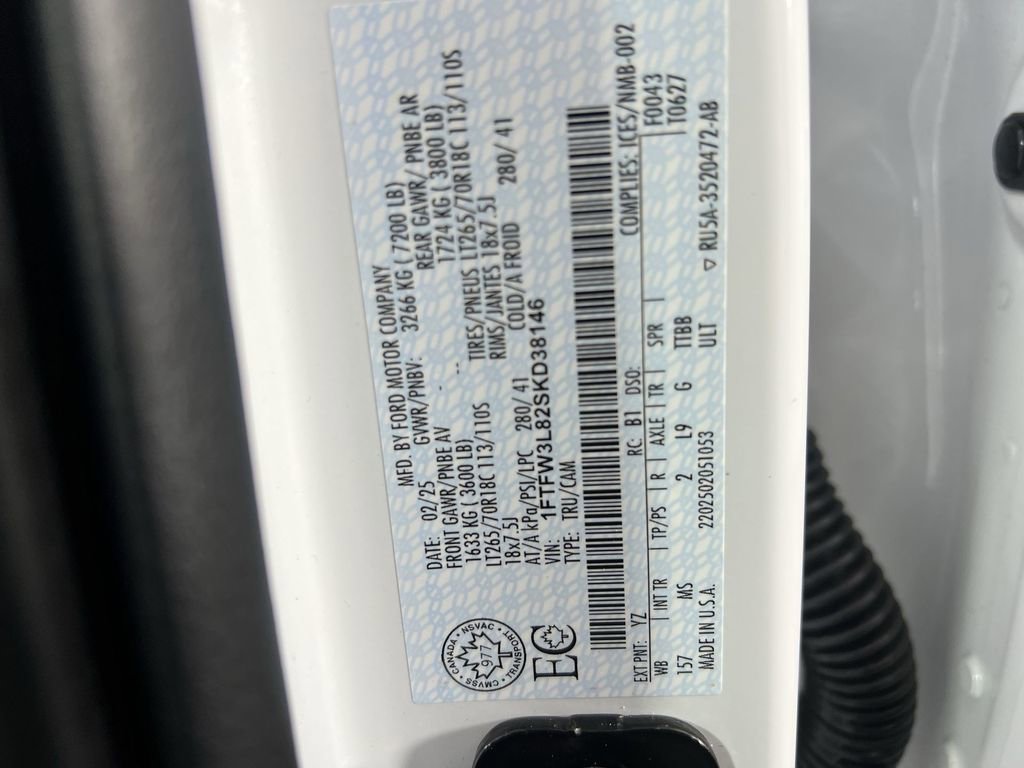 MFD. BY FORD MOTOR COMPANY
DATE: 02/25 GVWR/PNBV: 3266 KG ( 7200 LB)
FRONT GAWR/PNBE AV REAR GAWR/ PNBE AR
1633 KG ( 3600 LB) -- 1724 KG ( 3800 LB)
LT265/70R18C 113/110S -- TIRES/PNEUS LT265/70R18C 113/110S
18x7.5J RIMS/JANTES 18x7.5J
AT/A kPa/PSI/LPC 280/ 41 COLD/A FROID 280/ 41
VIN: 1FTFW3L82SKD38146
TYPE: TRU/CAM
CANADA • NSVAC • TRANSPORT • CMVSS
977
EC
COMPLIES: ICES/NMB-002
EXT PNT: YZ RC: B1 DSO: F0043
WB INT TR TP/PS R AXLE TR SPR T0627
157 MS 2 L9 G TTBB
MADE IN U.S.A. 2202502051053 ULT RU5A-3520472-AB